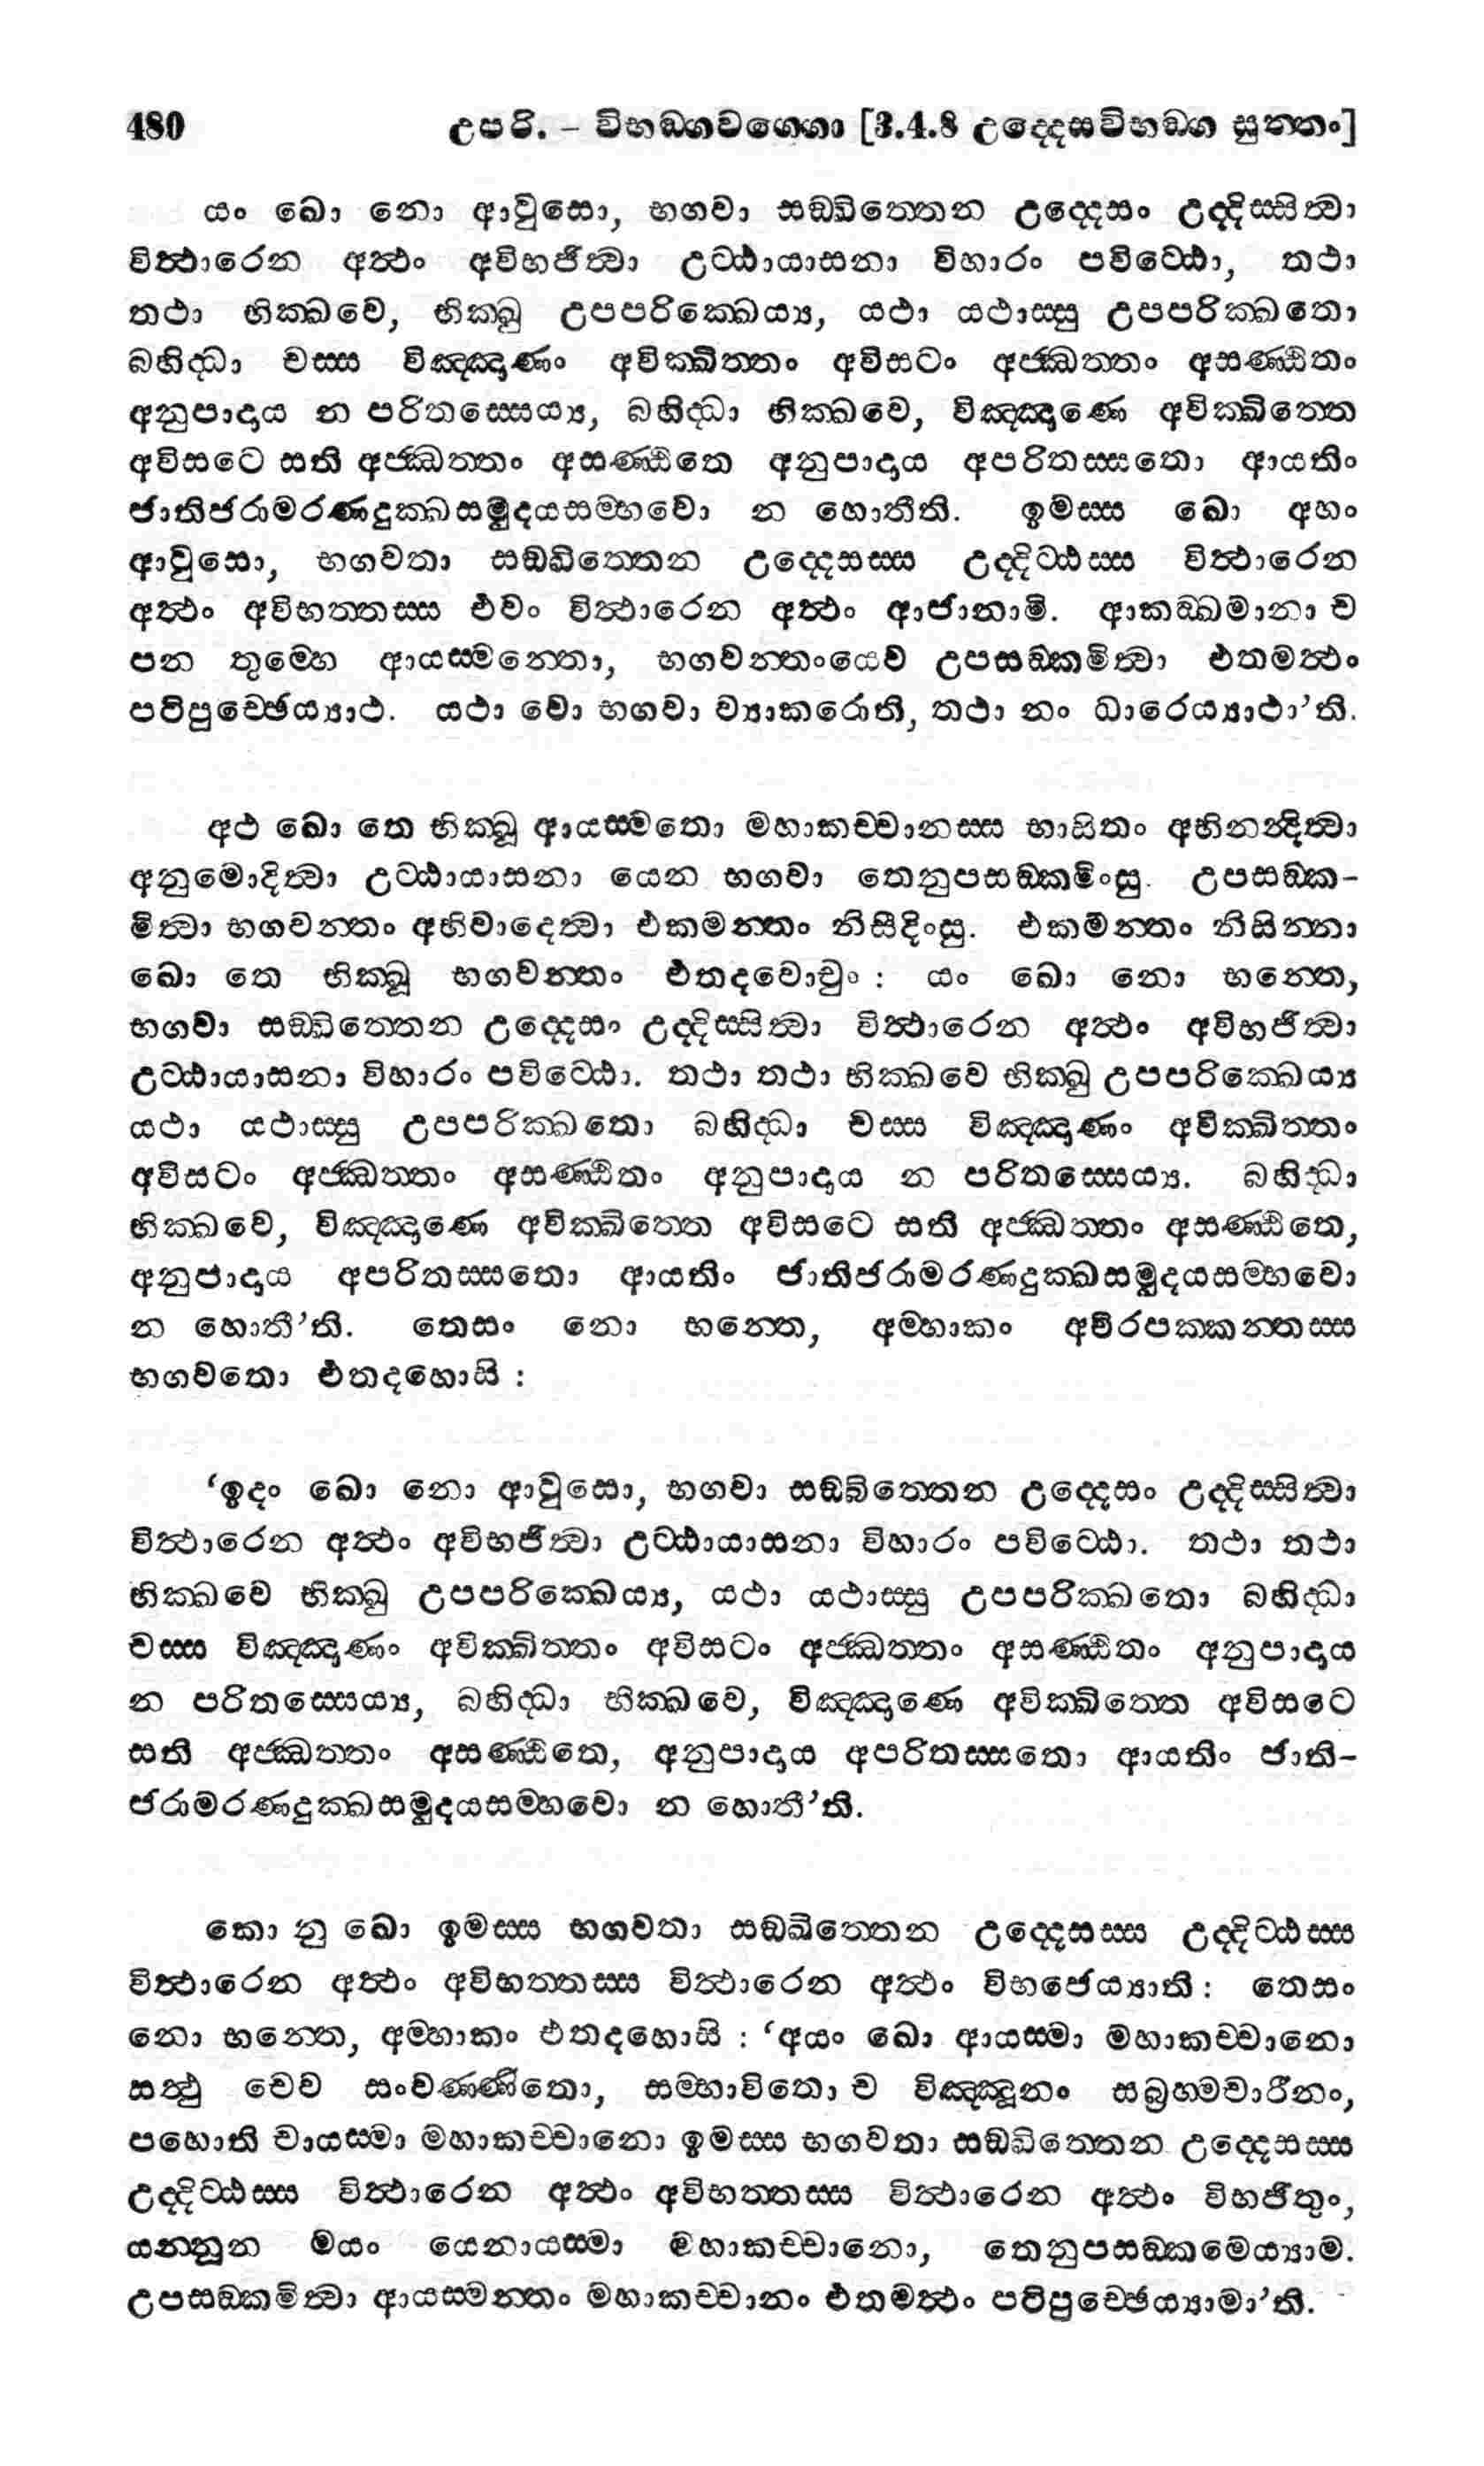 480 උපරි. – විභඞ්ගවග්ගො [3.4.8 උද්දෙසවිභඞ්ග සුත්තං]
යං ඛො නො ආවුසො, භගවා සඞ්ඛිත්තෙන උද්දෙසං උද්දිසිත්වා
විත්ථාරෙන අත්ථං අවිභජිත්වා උට්ඨායාසනා විහාරං පවිට්ඨො, තථා
තථා භික්ඛවෙ, භික්ඛු උපපරික්ඛෙය්‍ය, යථා යථාස්සු උපපරික්ඛතො
බහිද්ධා චස්ස විඤ්ඤාණං අවික්ඛිත්තං අවිසටං අජ්ඣත්තං අසණ්ඨිතං
අනුපාදාය න පරිතස්සෙය්‍ය, බහිද්ධා භික්ඛවෙ, විඤ්ඤාණෙ අවික්ඛිත්තෙ
අවිසටෙ සති අජ්ඣත්තං අසණ්ඨිතෙ අනුපාදාය අපරිතස්සතො ආයතිං
ජාතිජරාමරණදුක්ඛසමුදයසම්භවො න හොතීති. ඉමස්ස ඛො අහං
ආවුසො, භගවතා සඞ්ඛිත්තෙන උද්දෙසස්ස උද්දිට්ඨස්ස විත්ථාරෙන
අත්ථං අවිභත්තස්ස එවං විත්ථාරෙන අත්ථං ආජානාමි. ආකඞ්ඛමානා ච
පන තුම්හෙ ආයස්මන්තො, භගවන්තංයෙව උපසඞ්කමිත්වා එතමත්ථං
පටිපුච්ඡෙය්‍යාථ. යථා වො භගවා ව්‍යාකරොති, තථා නං ධාරෙය්‍යාථා’ති.
අථ ඛො තෙ භික්ඛූ ආයස්මතො මහාකච්චානස්ස භාසිතං අභිනන්දිත්වා
අනුමොදිත්වා උට්ඨායාසනා යෙන භගවා තෙනුපසඞ්කමිංසු. උපසඞ්ක-
මිත්වා භගවන්තං අභිවාදෙත්වා එකමන්තං නිසීදිංසු. එකමන්තං නිසින්නා
ඛො තෙ භික්ඛූ භගවන්තං එතදවොචුං : යං ඛො නො භන්තෙ,
භගවා සඞ්ඛිත්තෙන උද්දෙසං උද්දිසිත්වා විත්ථාරෙන අත්ථං අවිභජිත්වා
උට්ඨායාසනා විහාරං පවිට්ඨො. තථා තථා භික්ඛවෙ භික්ඛු උපපරික්ඛෙය්‍ය
යථා යථාස්සු උපපරික්ඛතො බහිද්ධා චස්ස විඤ්ඤාණං අවික්ඛිත්තං
අවිසටං අජ්ඣත්තං අසණ්ඨිතං අනුපාදාය න පරිතස්සෙය්‍ය. බහිද්ධා
භික්ඛවෙ, විඤ්ඤාණෙ අවික්ඛිත්තෙ අවිසටෙ සති අජ්ඣත්තං අසණ්ඨිතෙ,
අනුපාදාය අපරිතස්සතො ආයතිං ජාතිජරාමරණදුක්ඛසමුදයසම්භවො
න හොතී’ති. තෙසං නො භන්තෙ, අම්හාකං අචිරපක්කන්තස්ස
භගවතො එතදහොසි :
‘ඉදං ඛො නො ආවුසො, භගවා සඞ්ඛිත්තෙන උද්දෙසං උද්දිසිත්වා
විත්ථාරෙන අත්ථං අවිභජිත්වා උට්ඨායාසනා විහාරං පවිට්ඨො. තථා තථා
භික්ඛවෙ භික්ඛු උපපරික්ඛෙය්‍ය, යථා යථාස්සු උපපරික්ඛතො බහිද්ධා
චස්ස විඤ්ඤාණං අවික්ඛිත්තං අවිසටං අජ්ඣත්තං අසණ්ඨිතං අනුපාදාය
න පරිතස්සෙය්‍ය, බහිද්ධා භික්ඛවෙ, විඤ්ඤාණෙ අවික්ඛිත්තෙ අවිසටෙ
සති අජ්ඣත්තං අසණ්ඨිතෙ, අනුපාදාය අපරිතස්සතො ආයතිං ජාති-
ජරාමරණදුක්ඛසමුදයසම්භවො න හොතී’ති.
කො නු ඛො ඉමස්ස භගවතා සඞ්ඛිත්තෙන උද්දෙසස්ස උද්දිට්ඨස්ස
විත්ථාරෙන අත්ථං අවිභත්තස්ස විත්ථාරෙන අත්ථං විභජෙය්‍යාති : තෙසං
නො භන්තෙ, අම්හාකං එතදහොසි : ‘අයං ඛො ආයස්මා මහාකච්චානො
සත්ථු චෙව සංවණ්ණිතො, සම්භාවිතො ච විඤ්ඤූනං සබ්‍රහ්මචාරීනං,
පහොති චායස්මා මහාකච්චානො ඉමස්ස භගවතා සඞ්ඛිත්තෙන උද්දෙසස්ස
උද්දිට්ඨස්ස විත්ථාරෙන අත්ථං අවිභත්තස්ස විත්ථාරෙන අත්ථං විභජිතුං,
යන්නූන මයං යෙනායස්මා මහාකච්චානො, තෙනුපසඞ්කමෙය්‍යාම.
උපසඞ්කමිත්වා ආයස්මන්තං මහාකච්චානං එතමත්ථං පටිපුච්ඡෙය්‍යාමා’ති.